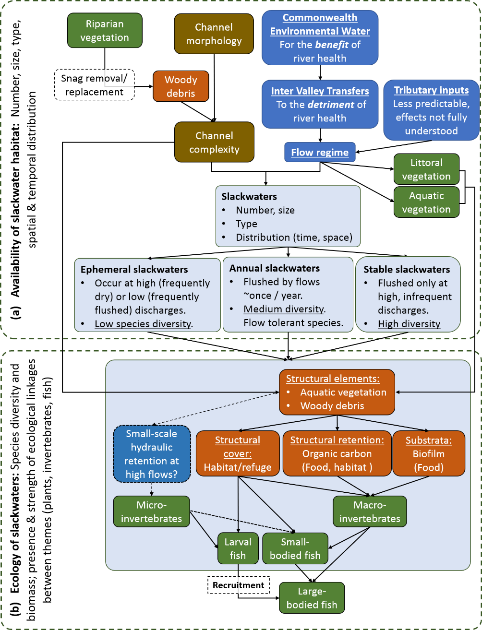 (a) Availability of slackwater habitat: Number, size, type,
spatial & temporal distribution
Riparian
vegetation
Channel
morphology
Commonwealth
Environmental Water
For the benefit of
river health
Snag removal/
replacement
Woody
debris
Inter Valley Transfers
To the detriment of
river health
Tributary inputs
Less predictable,
effects not fully
understood
Channel
complexity
Flow regime
Littoral
vegetation
Aquatic
vegetation
Slackwaters
• Number, size
• Type
• Distribution (time, space)
Ephemeral slackwaters
• Occur at high (frequently
dry) or low (frequently
flushed) discharges.
• Low species diversity.
Annual slackwaters
• Flushed by flows
~once / year.
• Medium diversity.
Flow tolerant species.
Stable slackwaters
• Flushed only at
high, infrequent
discharges.
• High diversity
(b) Ecology of slackwaters: Species diversity and
biomass; presence & strength of ecological linkages
between themes (plants, invertebrates, fish)
Structural elements:
• Aquatic vegetation
• Woody debris
Small-scale
hydraulic
retention at
high flows?
Structural
cover:
Habitat/refuge
Structural retention:
Organic carbon
(Food, habitat )
Substrata:
Biofilm
(Food)
Micro-
invertebrates
Macro-
invertebrates
Larval
fish
Small-
bodied fish
Recruitment
Large-
bodied fish